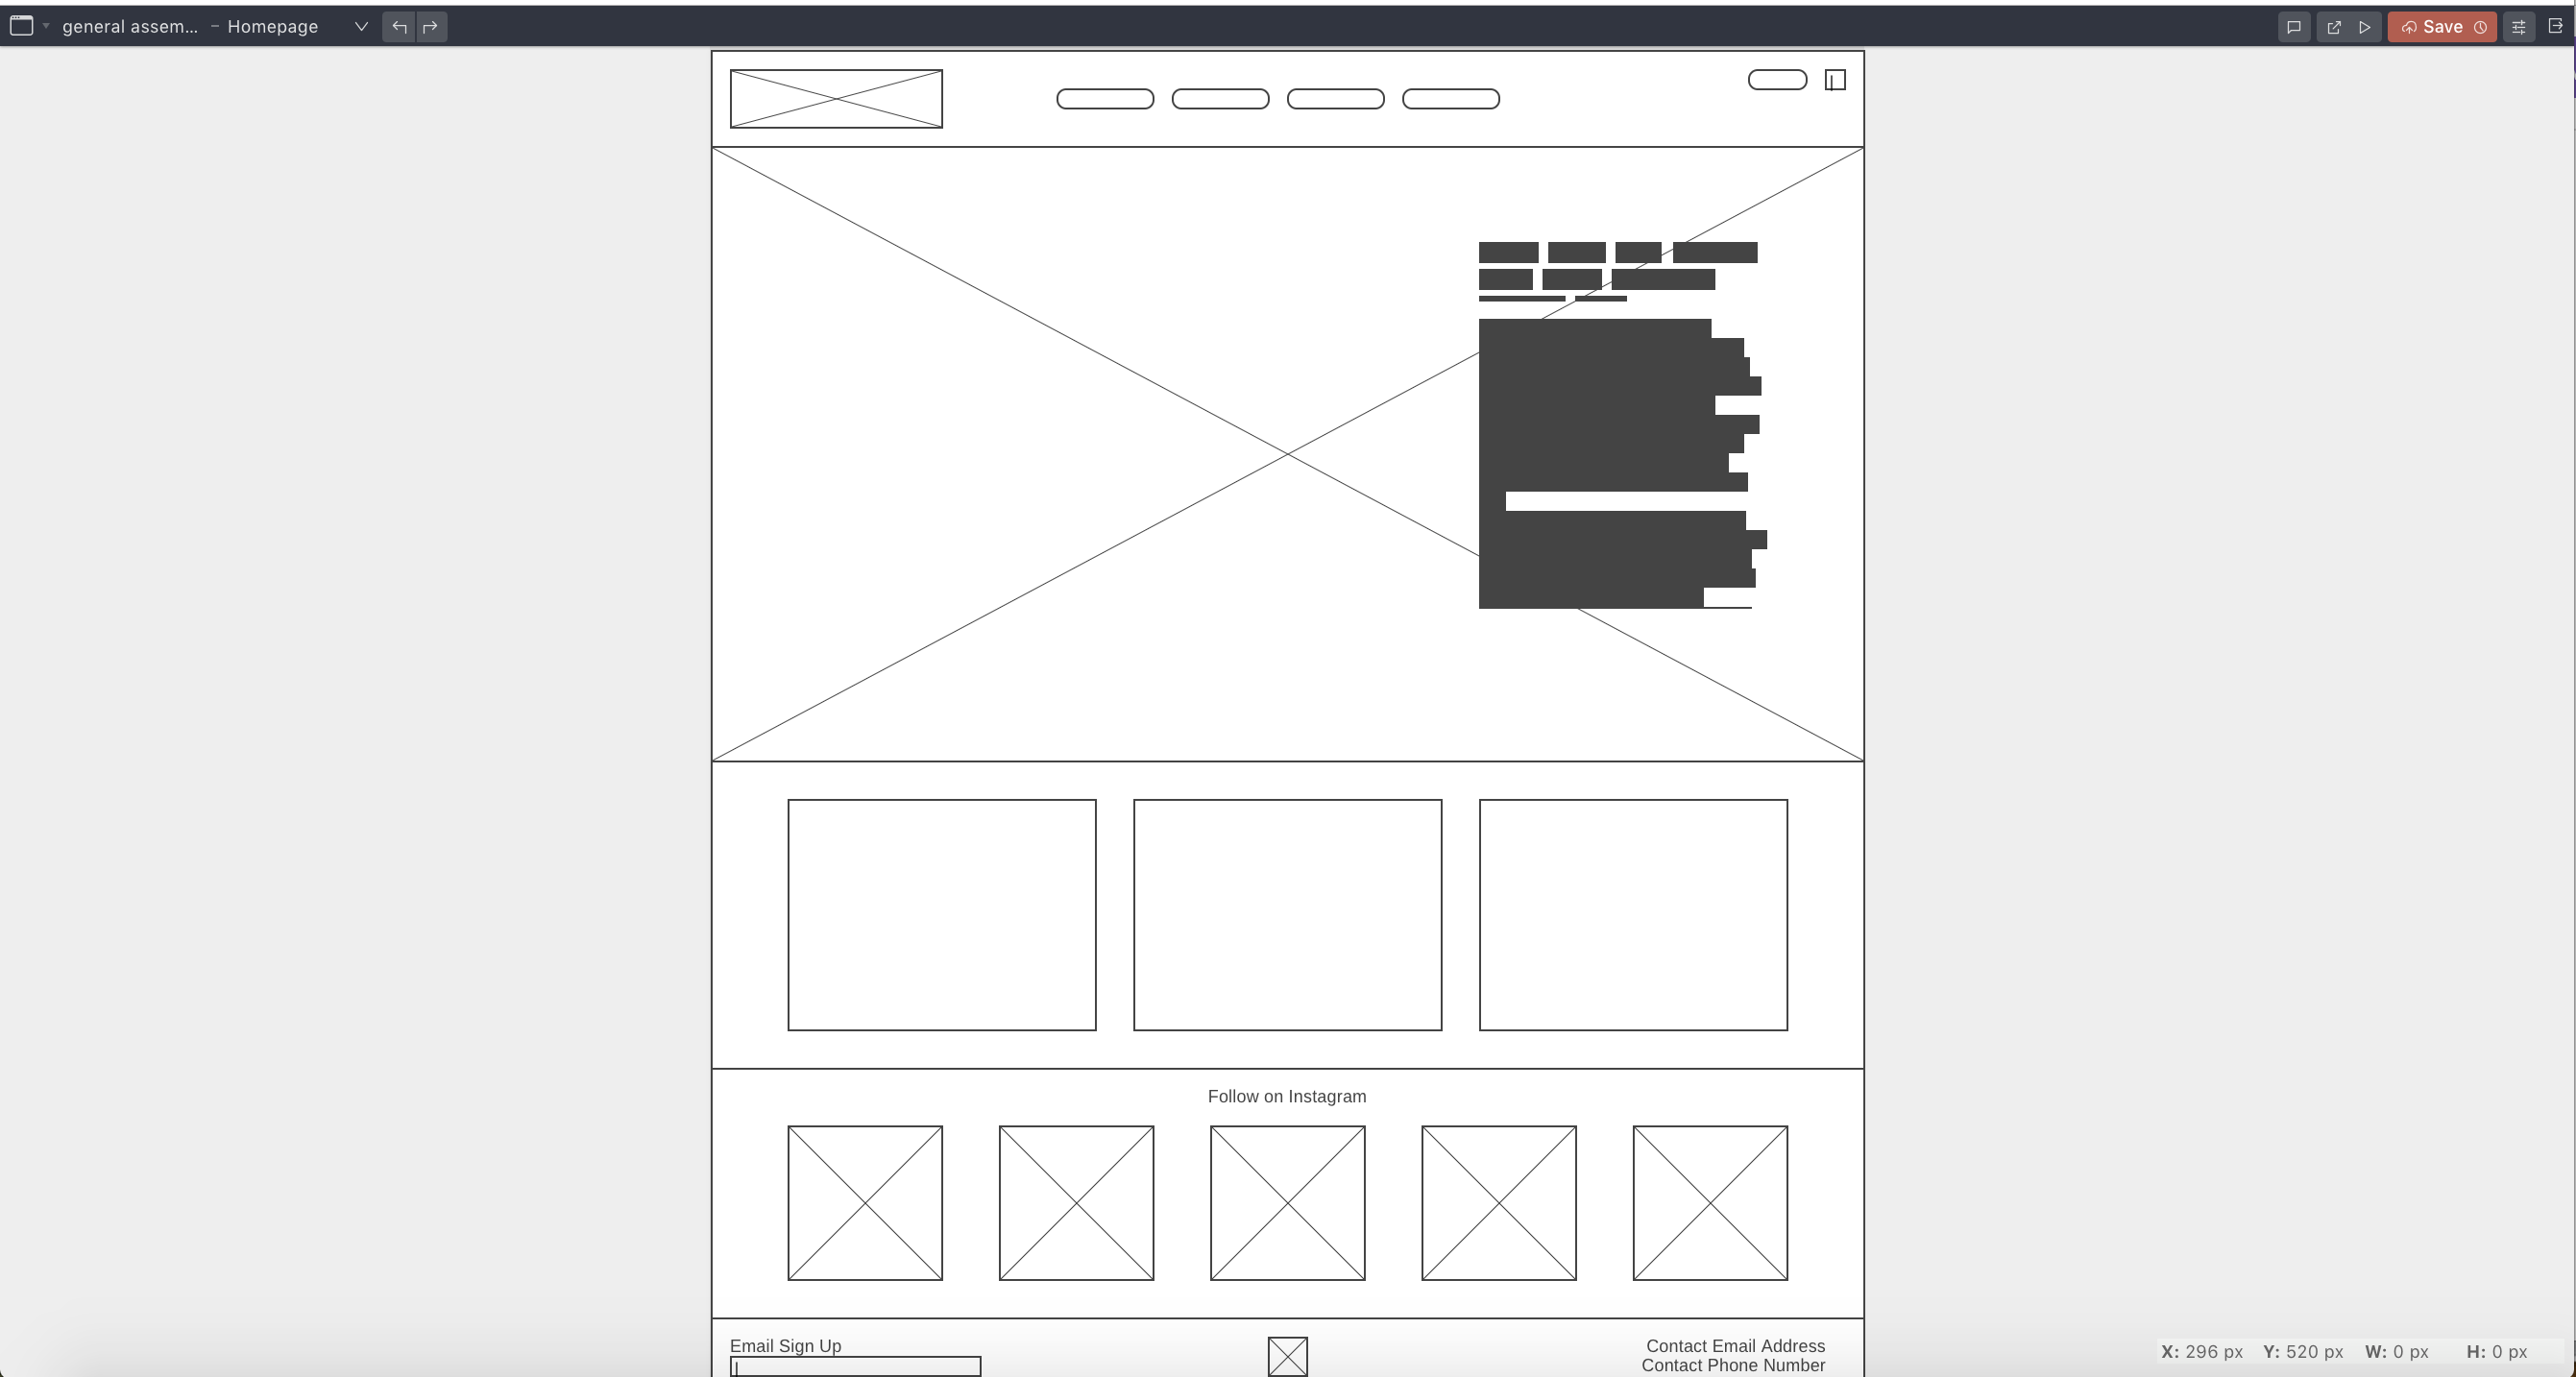 general assem... – Homepage
Save
Follow on Instagram
Email Sign Up
Contact Email Address
Contact Phone Number
X: 296 px Y: 520 px W: 0 px H: 0 px